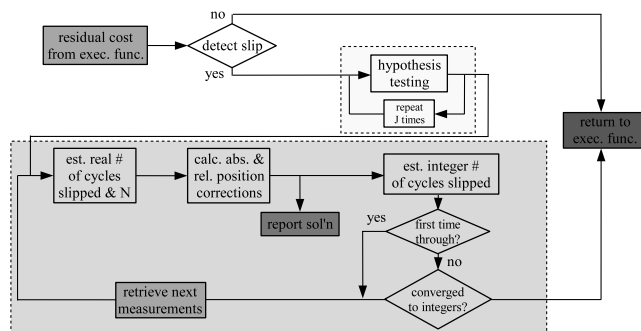 no
residual cost
from exec. func.
detect slip
yes
hypothesis
testing
repeat
J times
return to
exec. func.
est. real #
of cycles
slipped & N
calc. abs. &
rel. position
corrections
est. integer #
of cycles slipped
report sol'n
yes
first time
through?
no
retrieve next
measurements
converged
to integers?